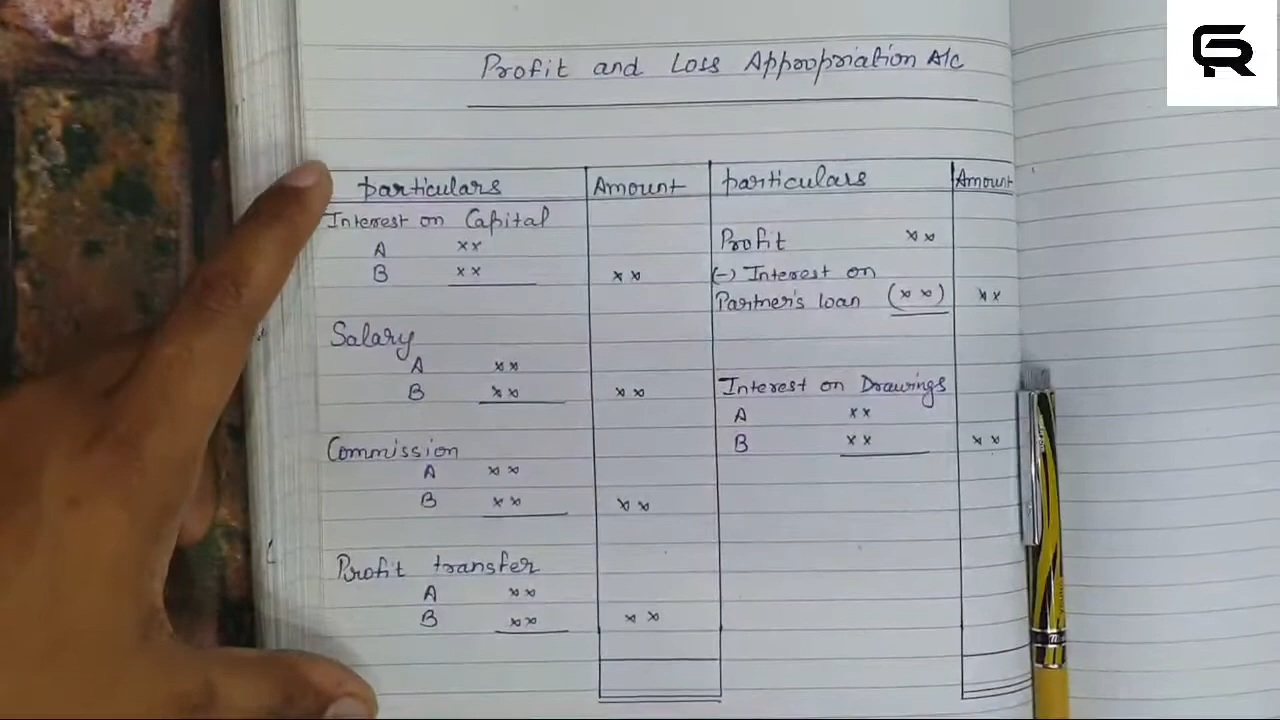 Profit and Loss Appropriation A/c
particulars Amount particulars Amount
Interest on Capital
A xx
B xx xx
Salary
A xx
B xx xx
Commission
A xx
B xx xx
Profit transfer
A xx
B xx xx
Profit xx
(-) Interest on
Partner's loan (xx) xx
Interest on Drawings
A xx
B xx xx
GR